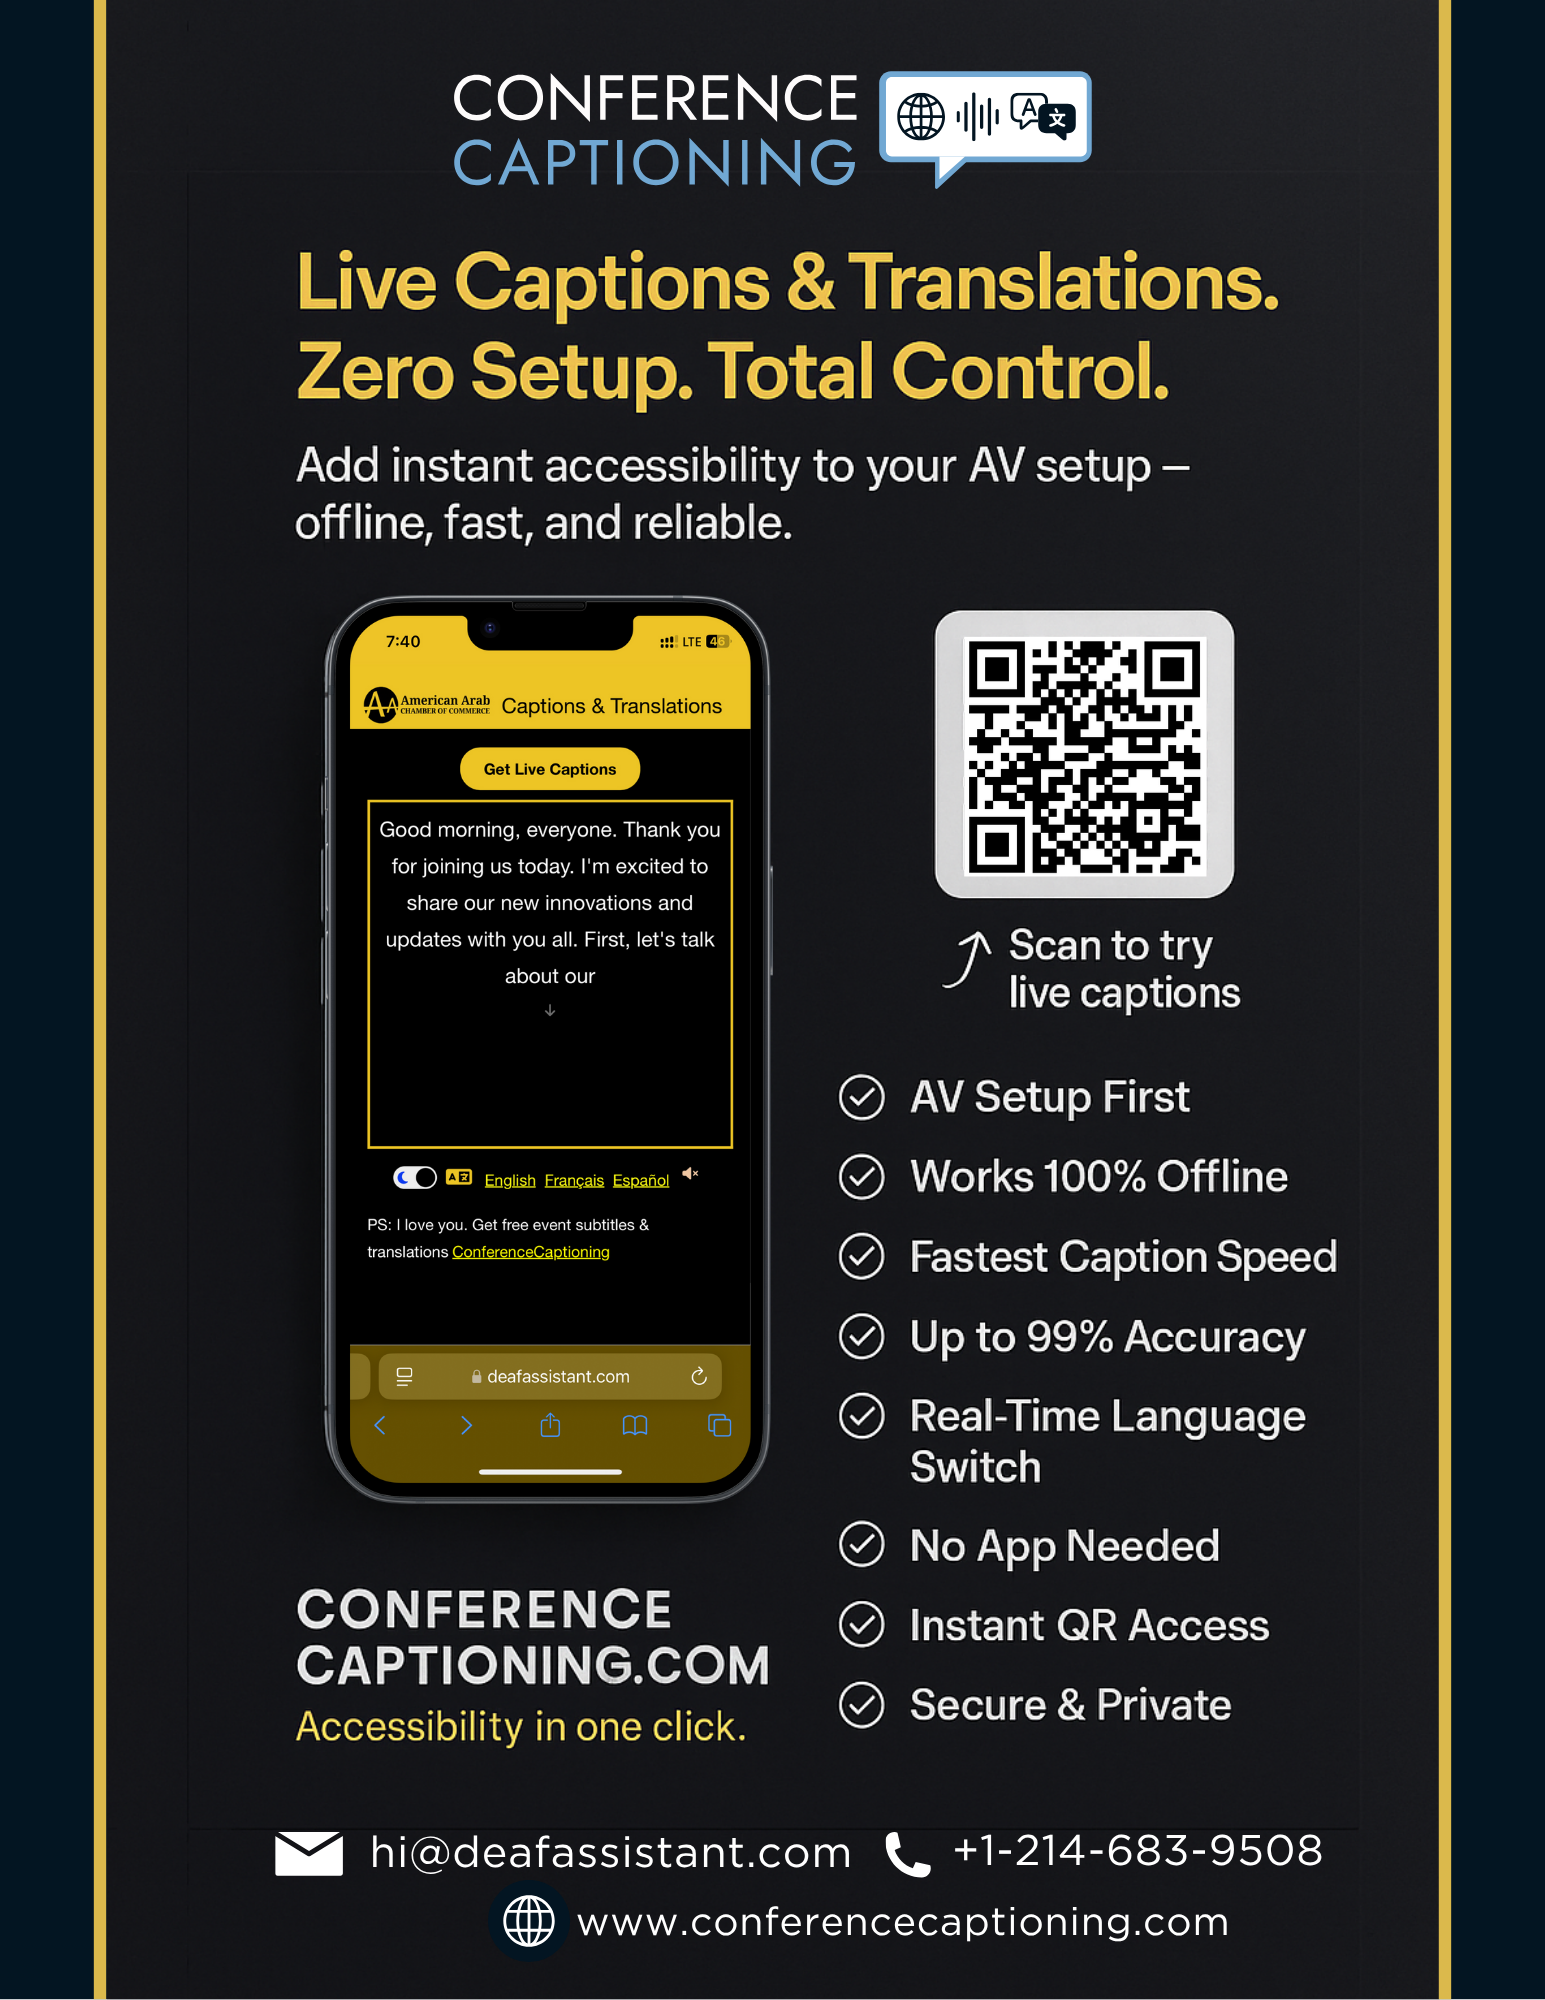 CONFERENCE
CAPTIONING
A
文
Live Captions & Translations.
Zero Setup. Total Control.
Add instant accessibility to your AV setup –
offline, fast, and reliable.
7:40
LTE 46
AA American Arab
CHAMBER OF COMMERCE
Captions & Translations
Get Live Captions
Good morning, everyone. Thank you
for joining us today. I'm excited to
share our new innovations and
updates with you all. First, let's talk
about our
↓
English Français Español
PS: I love you. Get free event subtitles &
translations ConferenceCaptioning
deafassistant.com
Scan to try
live captions
AV Setup First
Works 100% Offline
Fastest Caption Speed
Up to 99% Accuracy
Real-Time Language
Switch
No App Needed
Instant QR Access
Secure & Private
CONFERENCE
CAPTIONING.COM
Accessibility in one click.
hi@deafassistant.com
+1-214-683-9508
www.conferencecaptioning.com